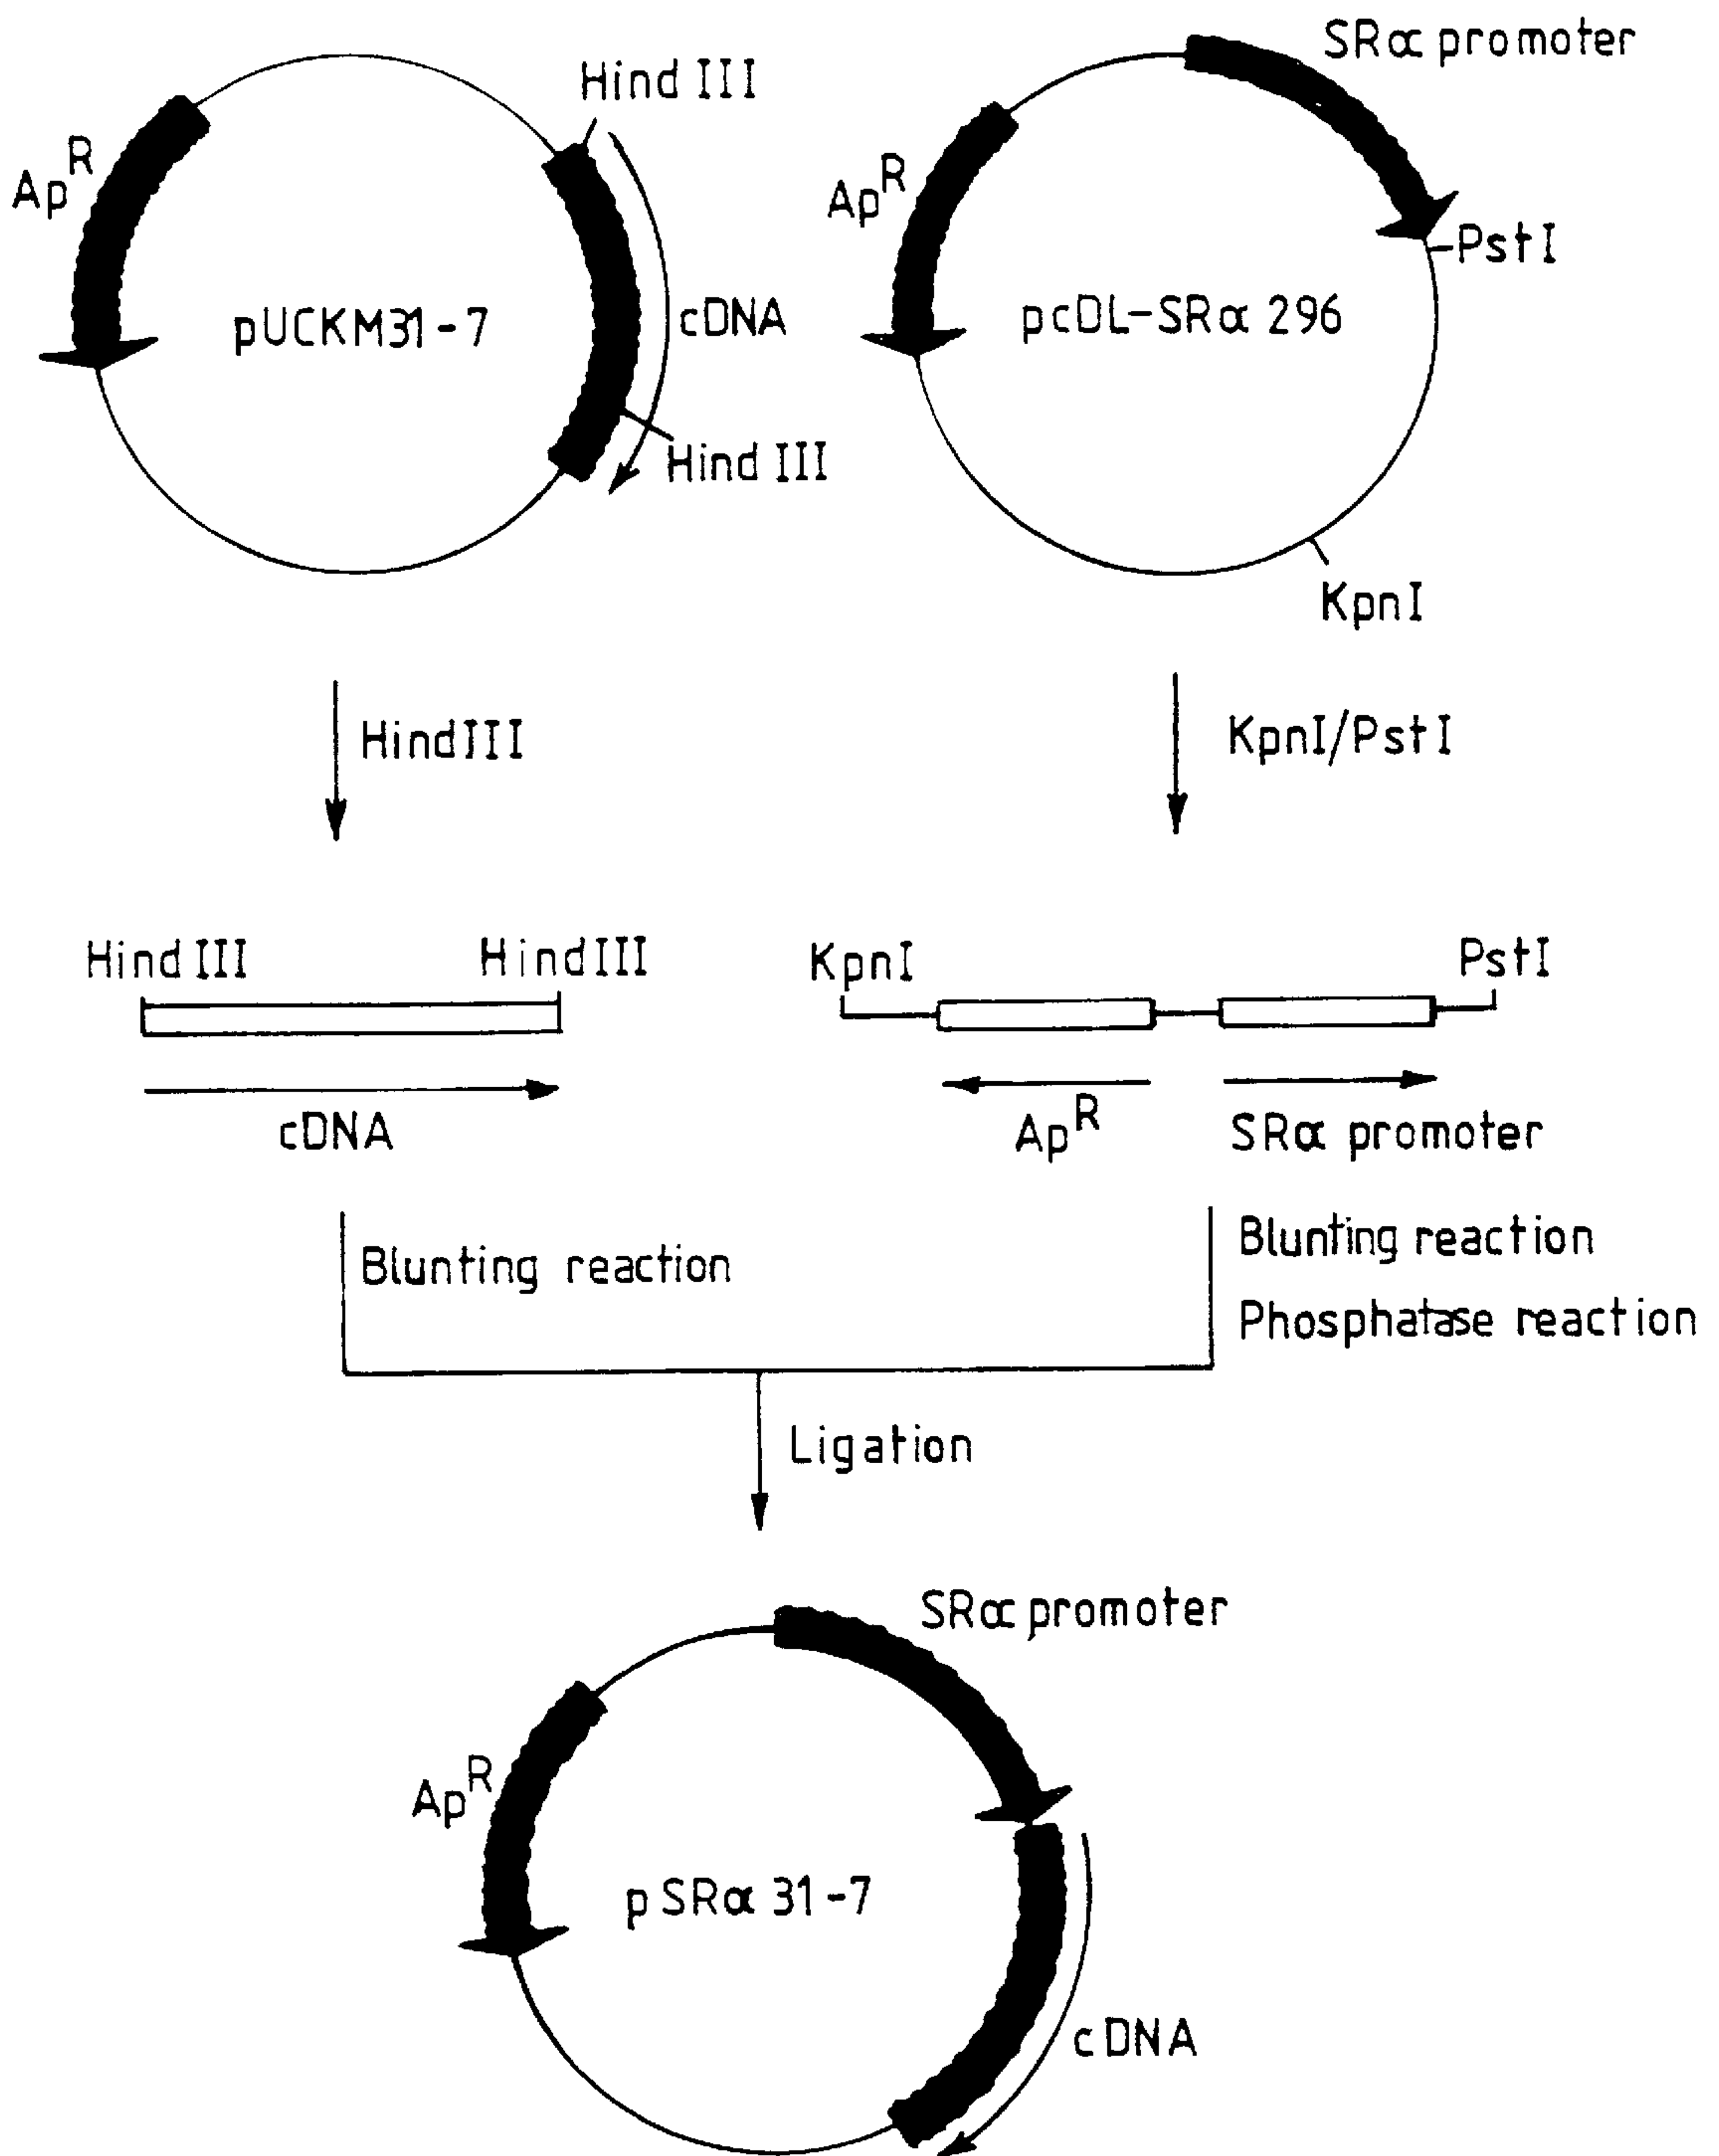 Hind III
SRα promoter
Ap^R
Ap^R
PstI
pUCKM31-7
cDNA
pcDL-SRα 296
Hind III
KpnI
HindIII
KpnI/PstI
Hind III
HindIII
KpnI
PstI
cDNA
Ap^R
SRα promoter
Blunting reaction
Blunting reaction
Phosphatase reaction
Ligation
SRα promoter
Ap^R
pSRα 31-7
cDNA